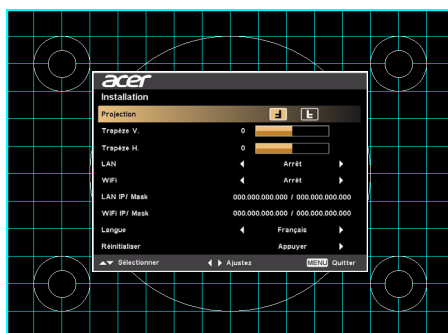 acer
Installation
Projection
Trapèze V. 0
Trapèze H. 0
LAN Arrêt
WiFi Arrêt
LAN IP/ Mask 000.000.000.000 / 000.000.000.000
WiFi IP/ Mask 000.000.000.000 / 000.000.000.000
Langue Français
Réinitialiser Appuyer
Sélectionner Ajustez MENU Quitter